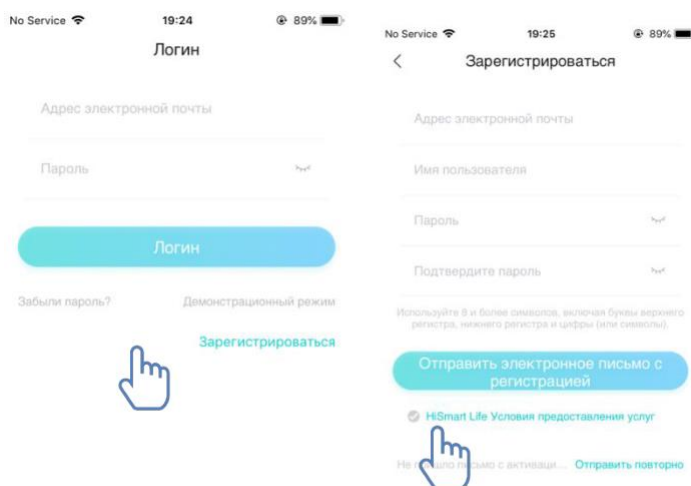 No Service 19:24 89%
Логин
Адрес электронной почты
Пароль
Логин
Забыли пароль? Демонстрационный режим
Зарегистрироваться
No Service 19:25 89%
Зарегистрироваться
Адрес электронной почты
Имя пользователя
Пароль
Подтвердите пароль
Используйте 8 и более символов, включая буквы верхнего
регистра, нижнего регистра и цифры (или символы).
Отправить электронное письмо с
регистрацией
HiSmart Life Условия предоставления услуг
Не письмо с активаци... Отправить повторно